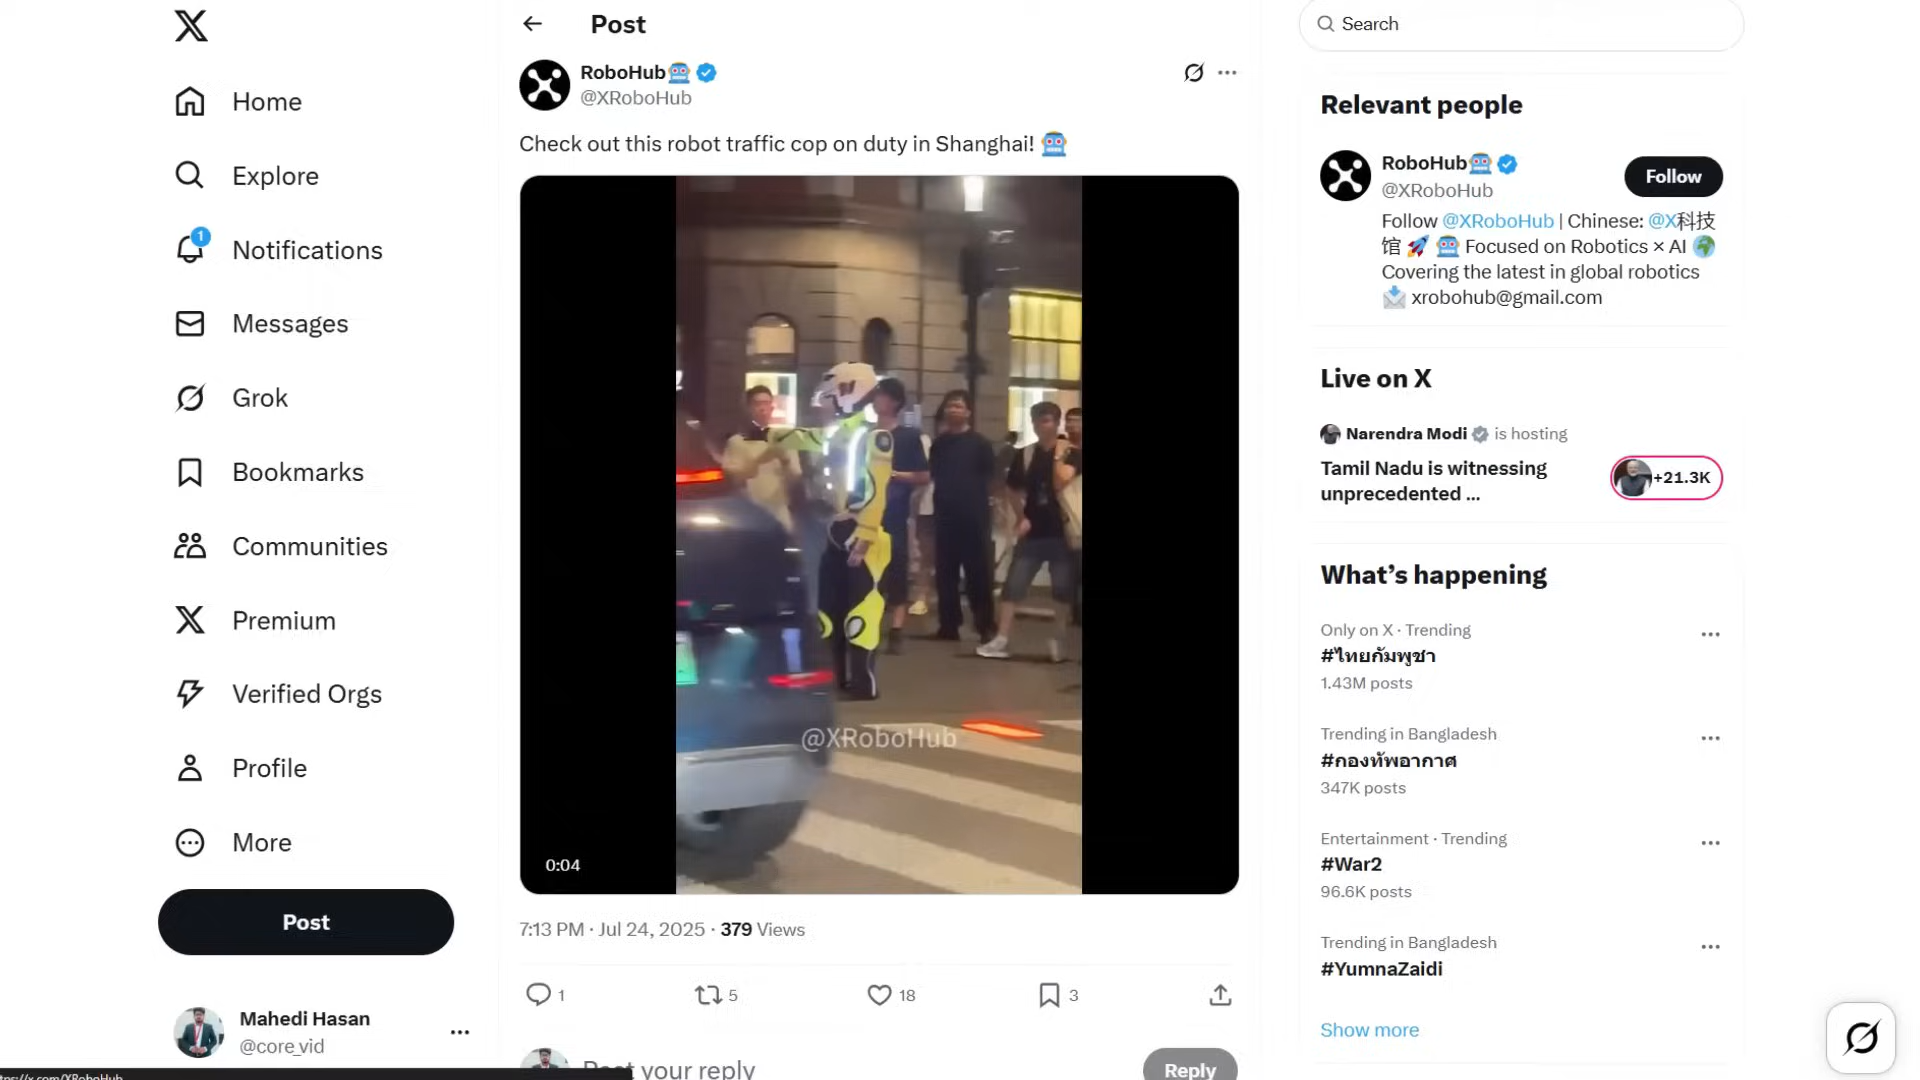 Home
Explore
1
Notifications
Messages
Grok
Bookmarks
Communities
Premium
Verified Orgs
Profile
More
Post
Mahedi Hasan
@core_vid
Post
RoboHub
@XRoboHub
Check out this robot traffic cop on duty in Shanghai!
@XRoboHub
0:04
7:13 PM · Jul 24, 2025 · 379 Views
1
5
18
3
Post your reply
Reply
Search
Relevant people
RoboHub
@XRoboHub
Follow
Follow @XRoboHub | Chinese: @X科技
馆 Focused on Robotics × AI
Covering the latest in global robotics
xrobohub@gmail.com
Live on X
Narendra Modi is hosting
Tamil Nadu is witnessing
unprecedented ...
+21.3K
What’s happening
Only on X · Trending
#ไทยกัมพูชา
1.43M posts
Trending in Bangladesh
#กองทัพอากาศ
347K posts
Entertainment · Trending
#War2
96.6K posts
Trending in Bangladesh
#YumnaZaidi
Show more